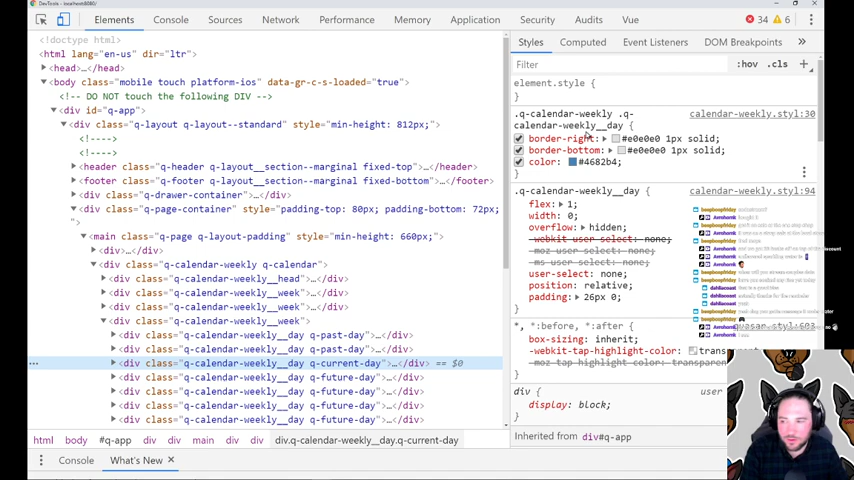 DevTools - localhost:8080/
Elements Console Sources Network Performance Memory Application Security Audits Vue 34 6
<!doctype html>
<html lang="en-us" dir="ltr">
<head>…</head>
<body class="mobile touch platform-ios" data-gr-c-s-loaded="true">
<!-- DO NOT touch the following DIV -->
<div id="q-app">
<div class="q-layout q-layout--standard" style="min-height: 812px;">
<!---->
<!---->
<header class="q-header q-layout__section--marginal fixed-top">…</header>
<footer class="q-footer q-layout__section--marginal fixed-bottom">…</footer>
<div class="q-drawer-container">…</div>
<div class="q-page-container" style="padding-top: 80px; padding-bottom: 72px;
">
<main class="q-page q-layout-padding" style="min-height: 660px;">
<div>…</div>
<div class="q-calendar-weekly q-calendar">
<div class="q-calendar-weekly__head">…</div>
<div class="q-calendar-weekly__week">…</div>
<div class="q-calendar-weekly__week">…</div>
<div class="q-calendar-weekly__week">
<div class="q-calendar-weekly__day q-past-day">…</div>
<div class="q-calendar-weekly__day q-past-day">…</div>
… <div class="q-calendar-weekly__day q-current-day">…</div> == $0
<div class="q-calendar-weekly__day q-future-day">…</div>
<div class="q-calendar-weekly__day q-future-day">…</div>
<div class="q-calendar-weekly__day q-future-day">…</div>
<div class="q-calendar-weekly__day q-future-day">…</div>
html body #q-app div div main div div div.q-calendar-weekly__day.q-current-day
Console What's New
Styles Computed Event Listeners DOM Breakpoints
Filter :hov .cls
element.style {
}
.q-calendar-weekly .q-
calendar-weekly__day {
calendar-weekly.styl:30
border-right: #e0e0e0 1px solid;
border-bottom: #e0e0e0 1px solid;
color: #4682b4;
}
.q-calendar-weekly__day {
calendar-weekly.styl:94
flex: 1;
width: 0;
overflow: hidden;
-webkit-user-select: none;
-moz-user-select: none;
-ms-user-select: none;
user-select: none;
position: relative;
padding: 26px 0;
}
*, *:before, *:after {
box-sizing: inherit;
-webkit-tap-highlight-color:
-moz-tap-highlight-color:
}
div {
user
display: block;
}
Inherited from div#q-app